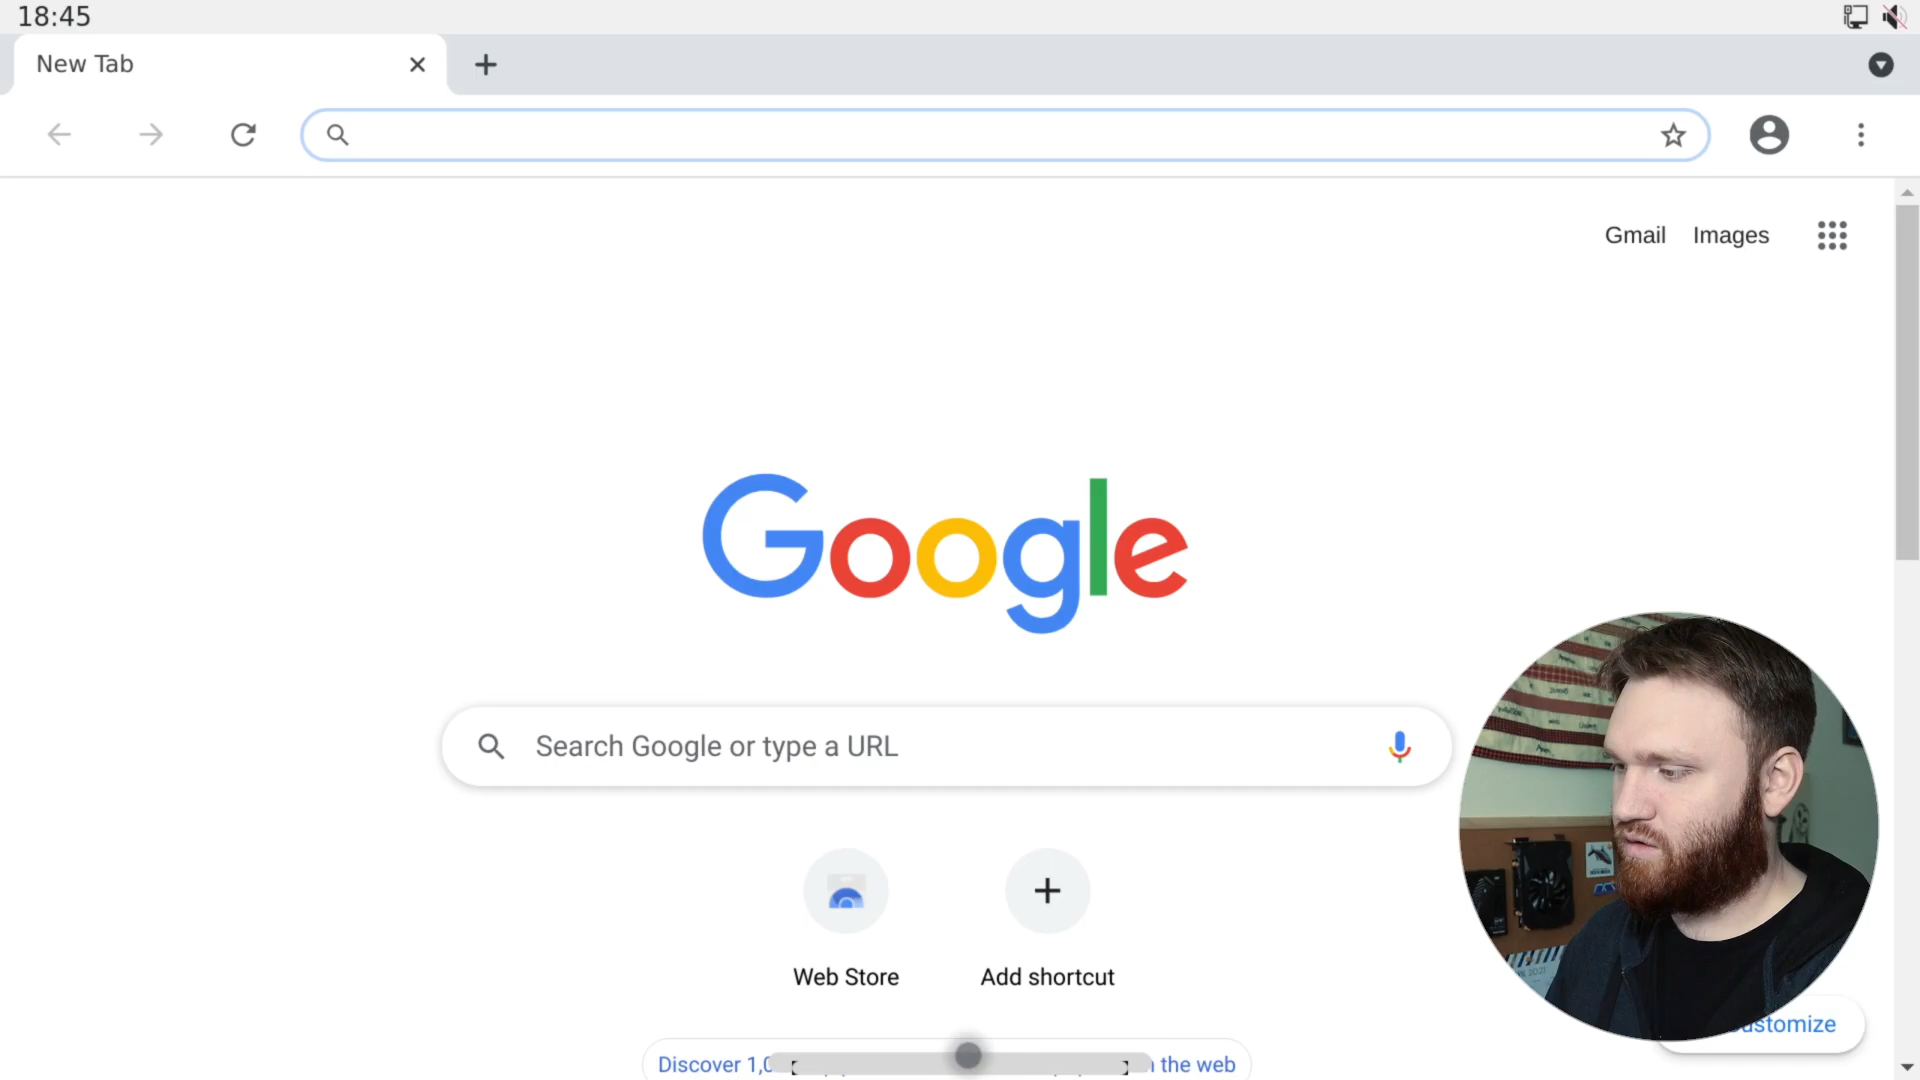 18:45
New Tab
Gmail Images
Google
Search Google or type a URL
Web Store Add shortcut
Discover 1,0
the web
ustomize
2021